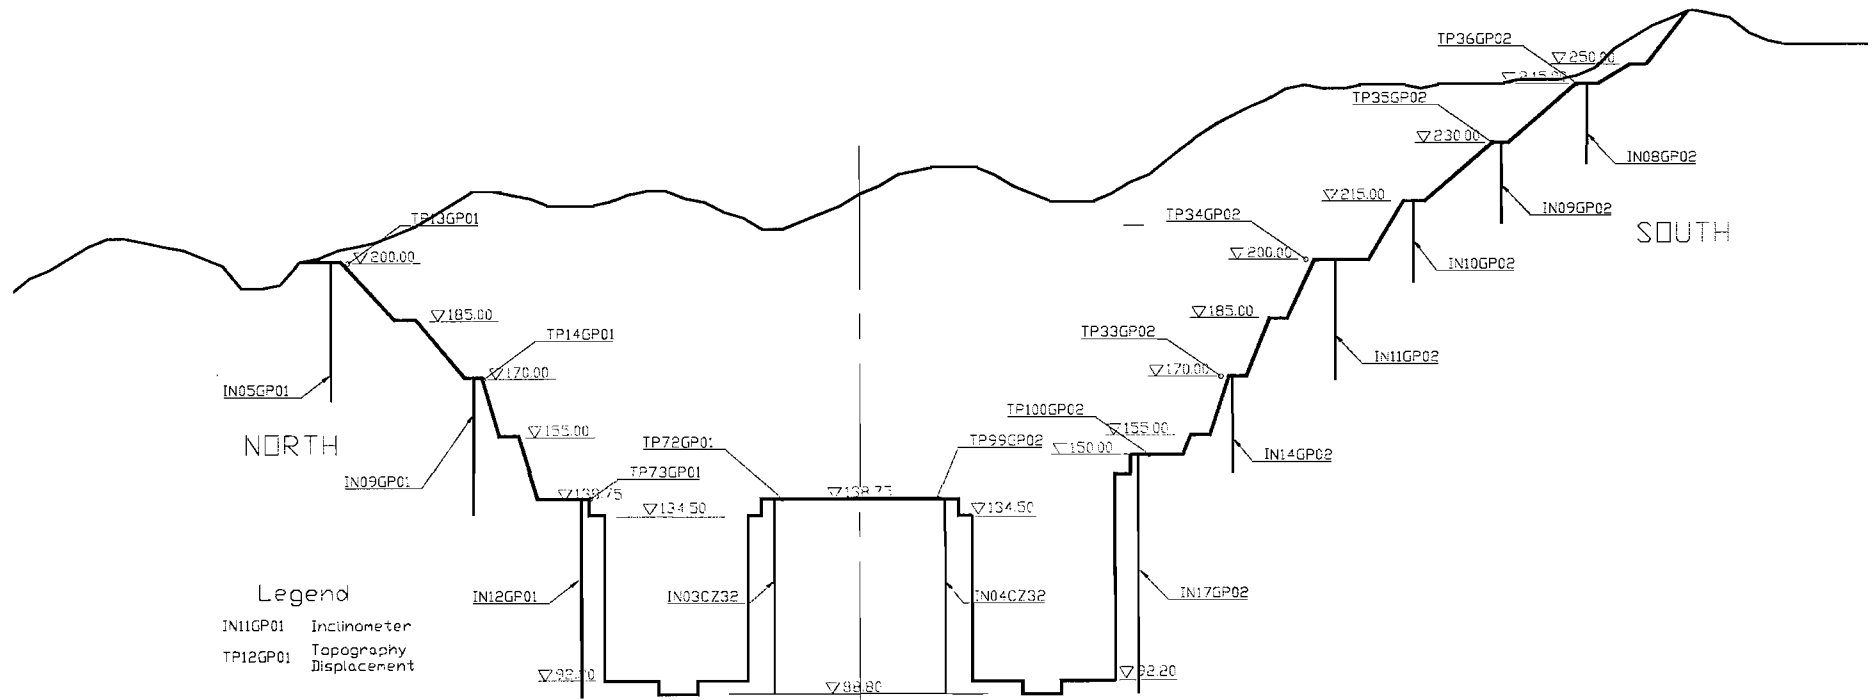 TP36GP02
▽250.00
▽245.00
TP35GP02
▽230.00
IN08GP02
▽215.00
IN09GP02
TP13GP01
TP34GP02
SOUTH
▽200.00
▽200.00
IN10GP02
▽185.00
▽185.00
TP14GP01
TP33GP02
IN11GP02
▽170.00
▽170.00
IN05GP01
TP100GP02
▽155.00
▽155.00
NORTH
TP72GP01
TP99GP02
▽150.00
IN14GP02
TP73GP01
IN09GP01
▽138.75
▽138.75
▽134.50
▽134.50
Legend
IN12GP01
IN03CZ32
IN04CZ32
IN17GP02
IN11GP01 Inclinometer
TP12GP01 Topography
Displacement
▽92.20
▽92.20
▽88.80